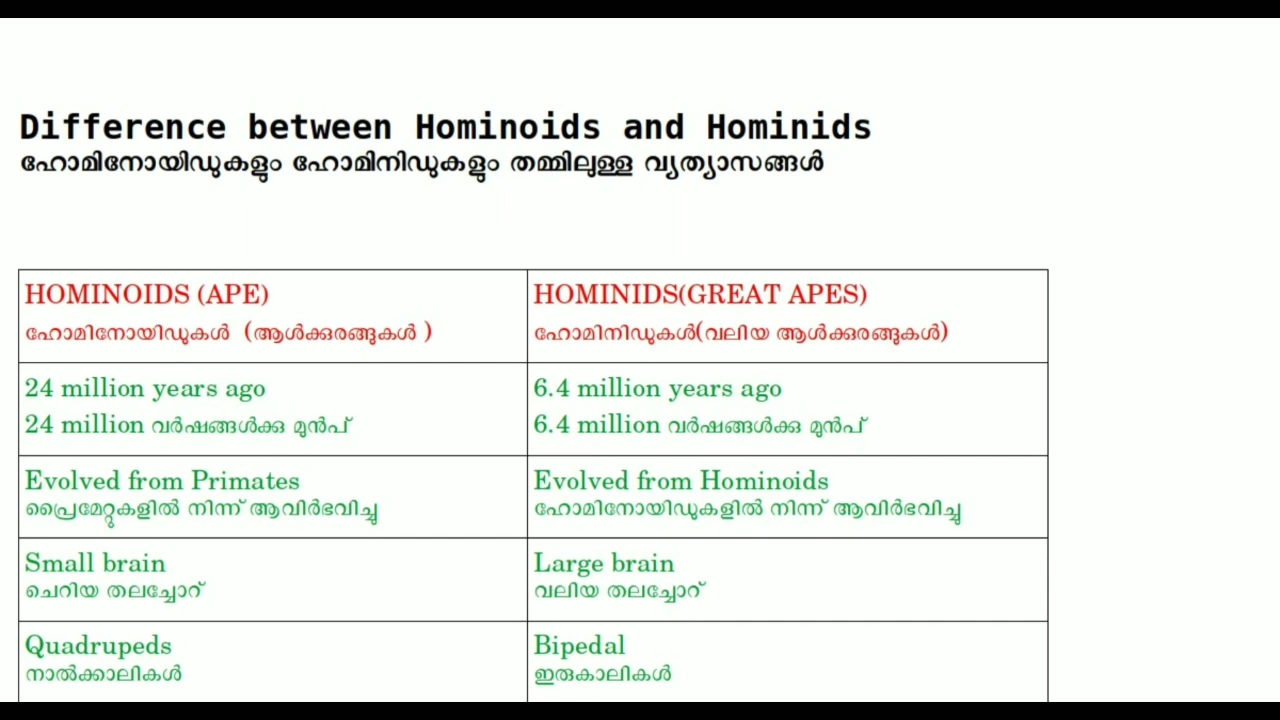 Difference between Hominoids and Hominids
ഹോമിനോയിഡുകളും ഹോമിനിഡുകളും തമ്മിലുള്ള വ്യത്യാസങ്ങൾ
HOMINOIDS (APE)
ഹോമിനോയിഡുകൾ (ആൾക്കുരങ്ങുകൾ )
HOMINIDS(GREAT APES)
ഹോമിനിഡുകൾ(വലിയ ആൾക്കുരങ്ങുകൾ)
24 million years ago
24 million വർഷങ്ങൾക്കു മുൻപ്
6.4 million years ago
6.4 million വർഷങ്ങൾക്കു മുൻപ്
Evolved from Primates
പ്രൈമേറ്റുകളിൽ നിന്ന് ആവിർഭവിച്ചു
Evolved from Hominoids
ഹോമിനോയിഡുകളിൽ നിന്ന് ആവിർഭവിച്ചു
Small brain
ചെറിയ തലച്ചോറ്
Large brain
വലിയ തലച്ചോറ്
Quadrupeds
നാൽക്കാലികൾ
Bipedal
ഇരുകാലികൾ